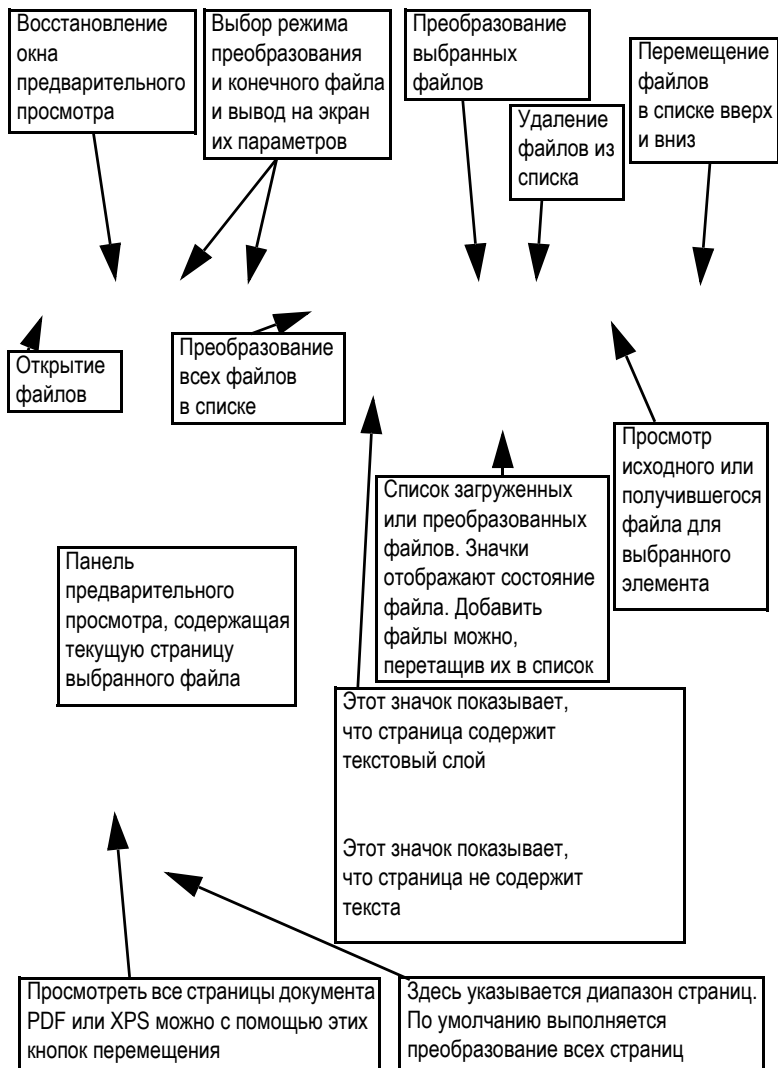 Восстановление
окна
предварительного
просмотра
Выбор режима
преобразования
и конечного файла
и вывод на экран
их параметров
Преобразование
выбранных
файлов
Удаление
файлов из
списка
Перемещение
файлов
в списке вверх
и вниз
Открытие
файлов
Преобразование
всех файлов
в списке
Просмотр
исходного или
получившегося
файла для
выбранного
элемента
Список загруженных
или преобразованных
файлов. Значки
отображают состояние
файла. Добавить
файлы можно,
перетащив их в список
Панель
предварительного
просмотра, содержащая
текущую страницу
выбранного файла
Этот значок показывает,
что страница содержит
текстовый слой
Этот значок показывает,
что страница не содержит
текста
Просмотреть все страницы документа
PDF или XPS можно с помощью этих
кнопок перемещения
Здесь указывается диапазон страниц.
По умолчанию выполняется
преобразование всех страниц